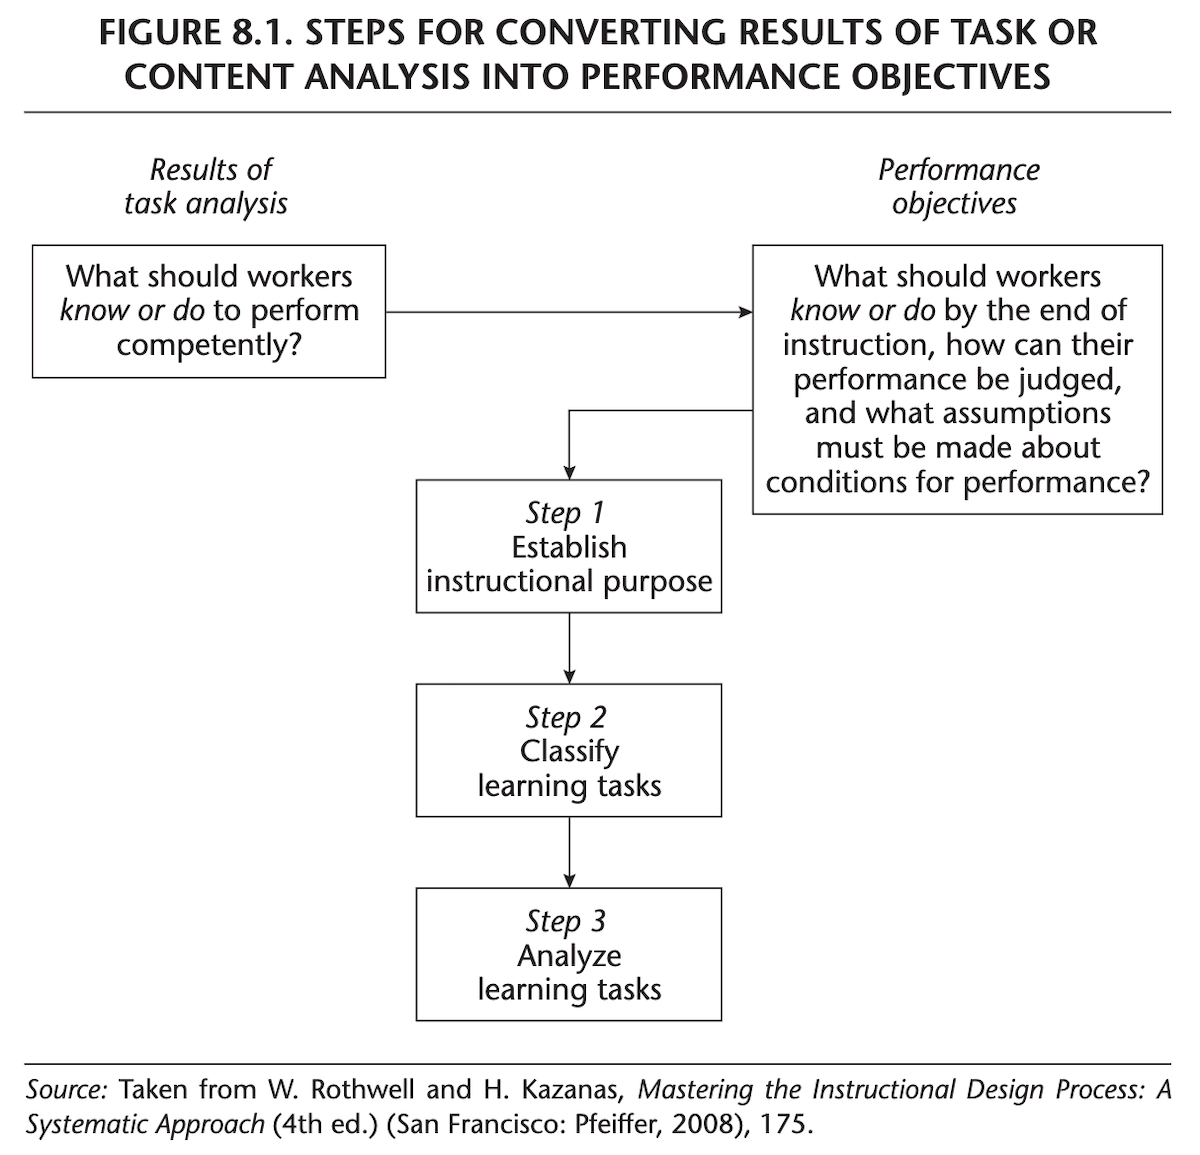 FIGURE 8.1. STEPS FOR CONVERTING RESULTS OF TASK OR
CONTENT ANALYSIS INTO PERFORMANCE OBJECTIVES
Results of
task analysis
What should workers
know or do to perform
competently?
Performance
objectives
What should workers
know or do by the end of
instruction, how can their
performance be judged,
and what assumptions
must be made about
conditions for performance?
Step 1
Establish
instructional purpose
Step 2
Classify
learning tasks
Step 3
Analyze
learning tasks
Source: Taken from W. Rothwell and H. Kazanas, Mastering the Instructional Design Process: A
Systematic Approach (4th ed.) (San Francisco: Pfeiffer, 2008), 175.